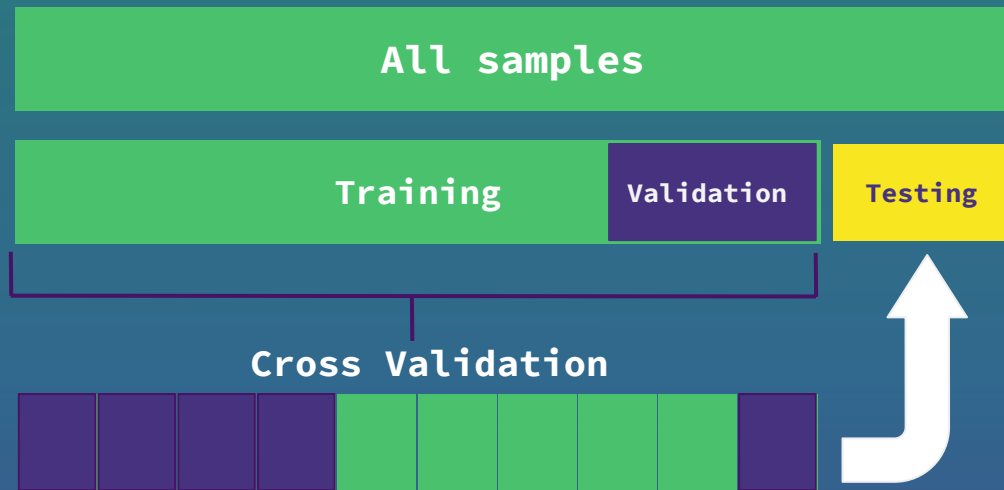 All samples
Training
Validation
Testing
Cross Validation